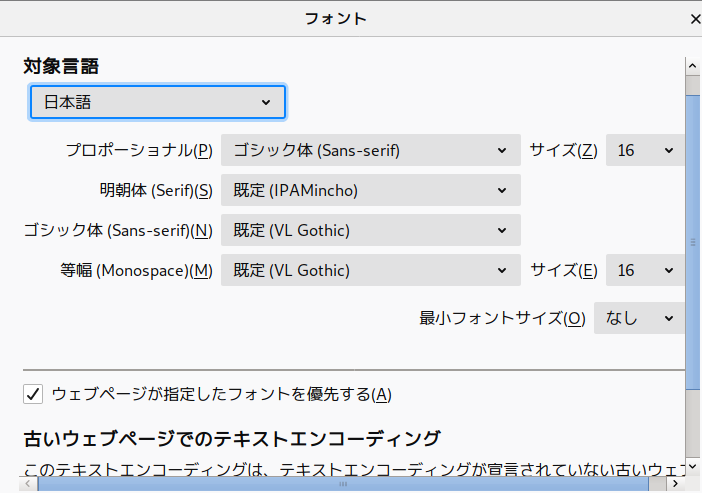 フォント
対象言語
日本語
プロポーショナル(P) ゴシック体 (Sans-serif) サイズ(Z) 16
明朝体 (Serif)(S) 既定 (IPAMincho)
ゴシック体 (Sans-serif)(N) 既定 (VL Gothic)
等幅 (Monospace)(M) 既定 (VL Gothic) サイズ(E) 16
最小フォントサイズ(O) なし
ウェブページが指定したフォントを優先する(A)
古いウェブページでのテキストエンコーディング
このテキストエンコーディングは、テキストエンコーディングが宣言されていない古いウェブ